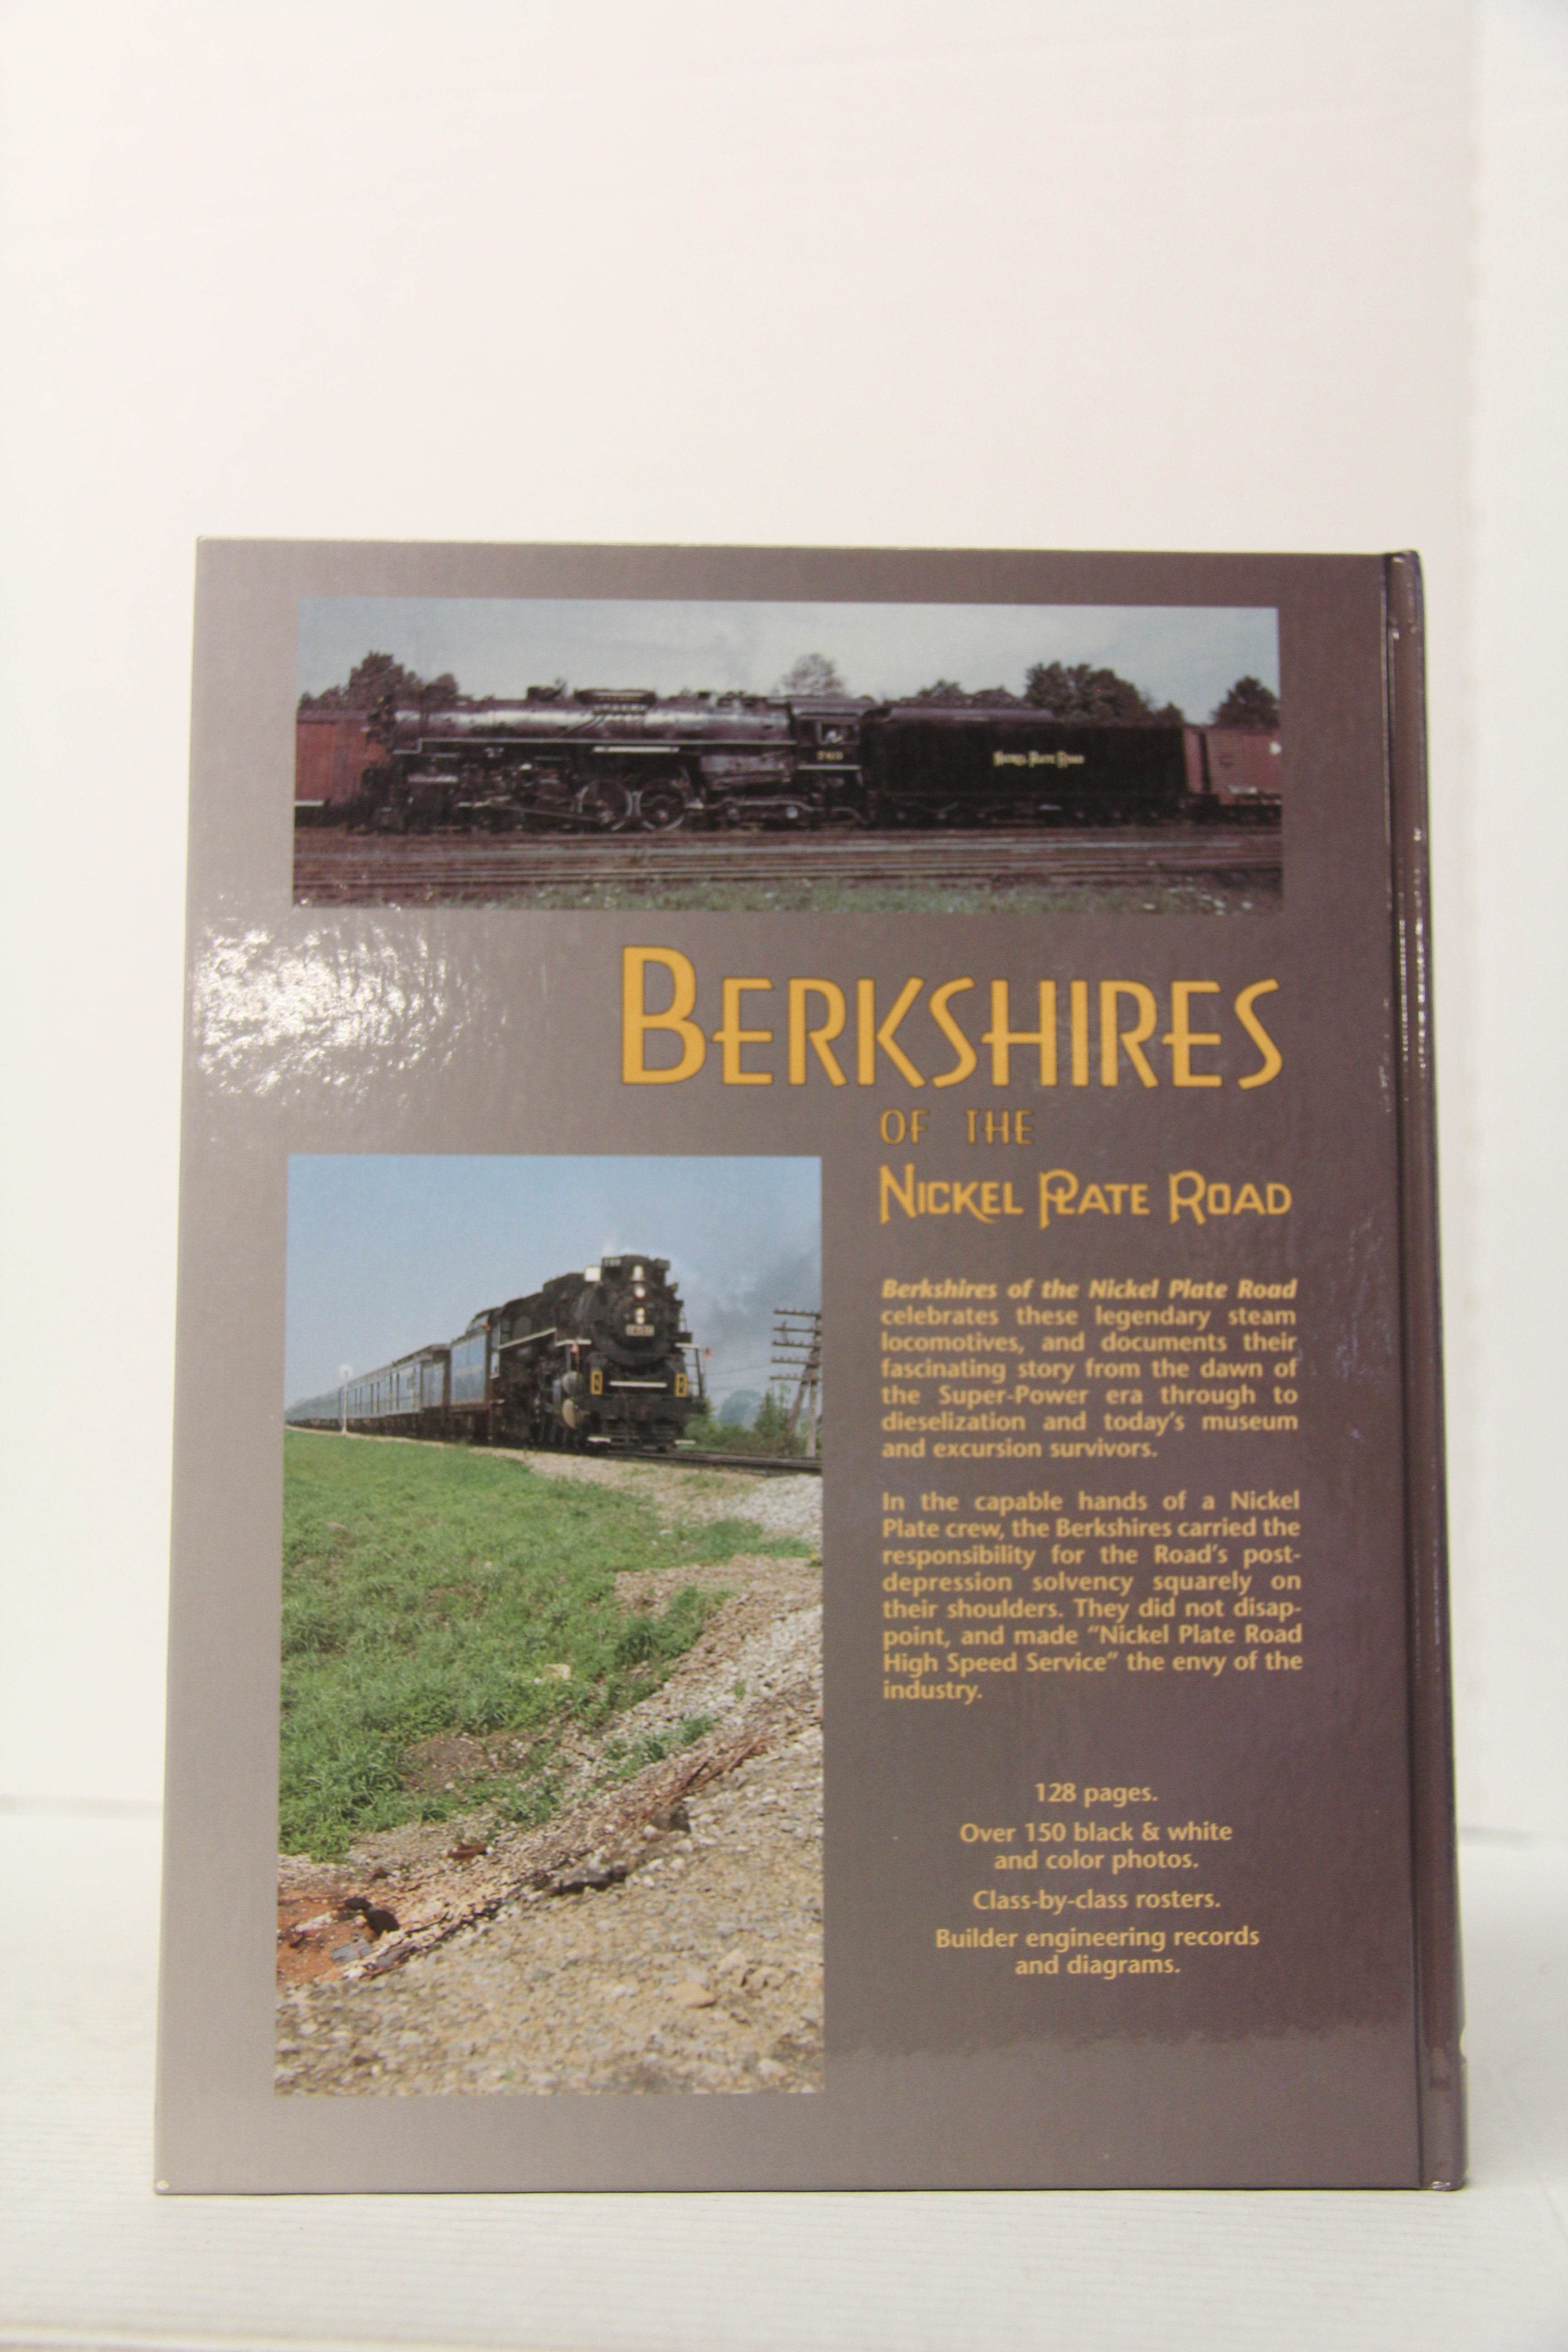 NICKEL PLATE ROAD
BERKSHIRES
OF THE
NICKEL PLATE ROAD
Berkshires of the Nickel Plate Road
celebrates these legendary steam
locomotives, and documents their
fascinating story from the dawn of
the Super-Power era through to
dieselization and today's museum
and excursion survivors.
In the capable hands of a Nickel
Plate crew, the Berkshires carried the
responsibility for the Road's post-
depression solvency squarely on
their shoulders. They did not disap-
point, and made “Nickel Plate Road
High Speed Service” the envy of the
industry.
128 pages.
Over 150 black & white
and color photos.
Class-by-class rosters.
Builder engineering records
and diagrams.